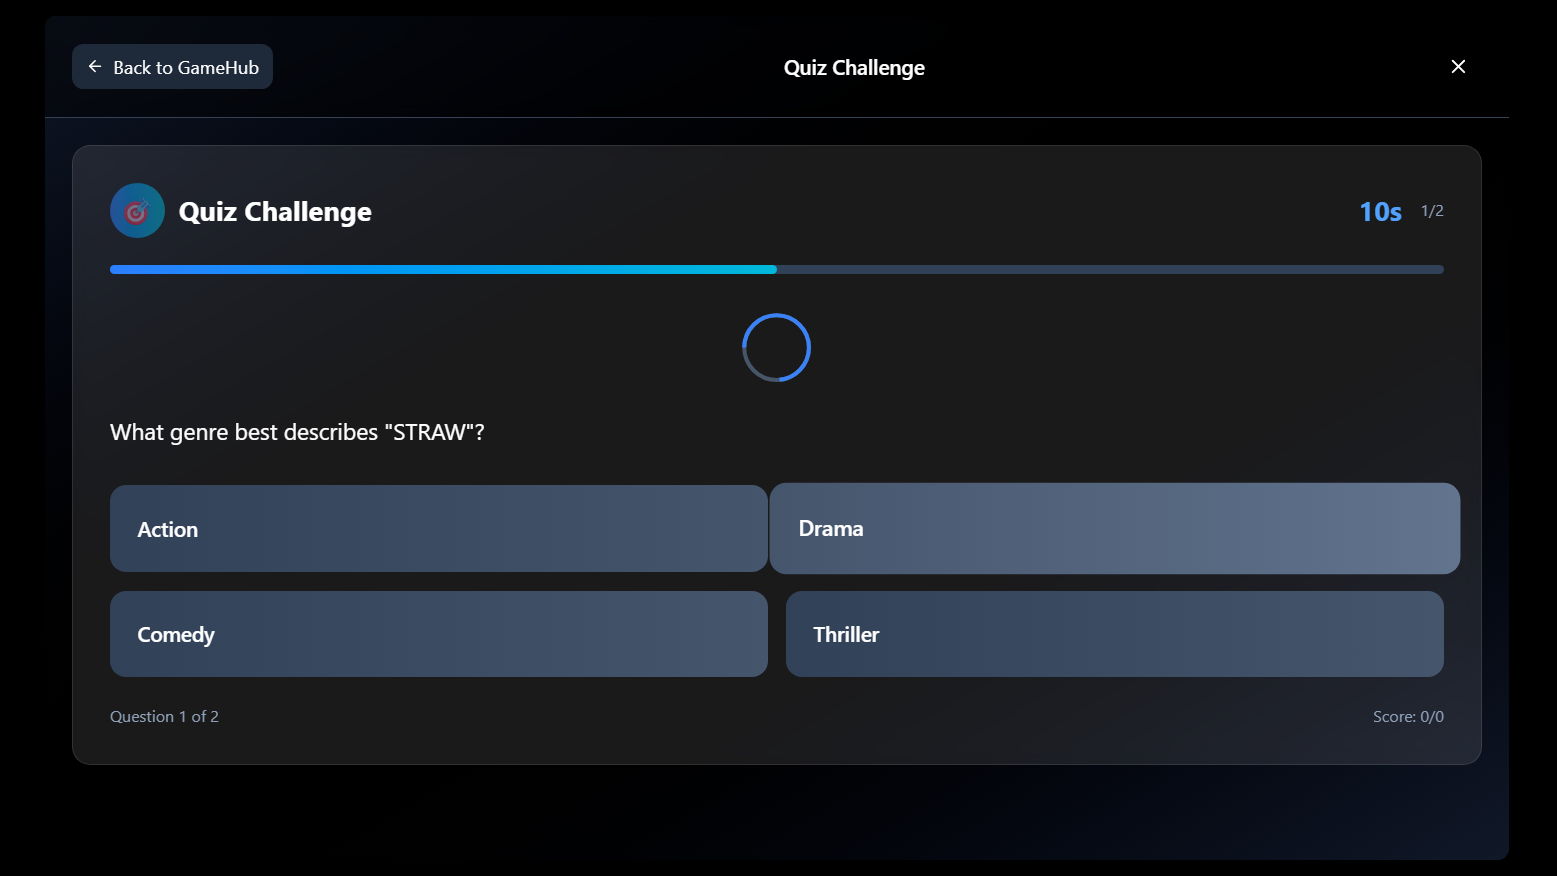 Back to GameHub
Quiz Challenge
Quiz Challenge
10s 1/2
What genre best describes "STRAW"?
Action
Drama
Comedy
Thriller
Question 1 of 2
Score: 0/0